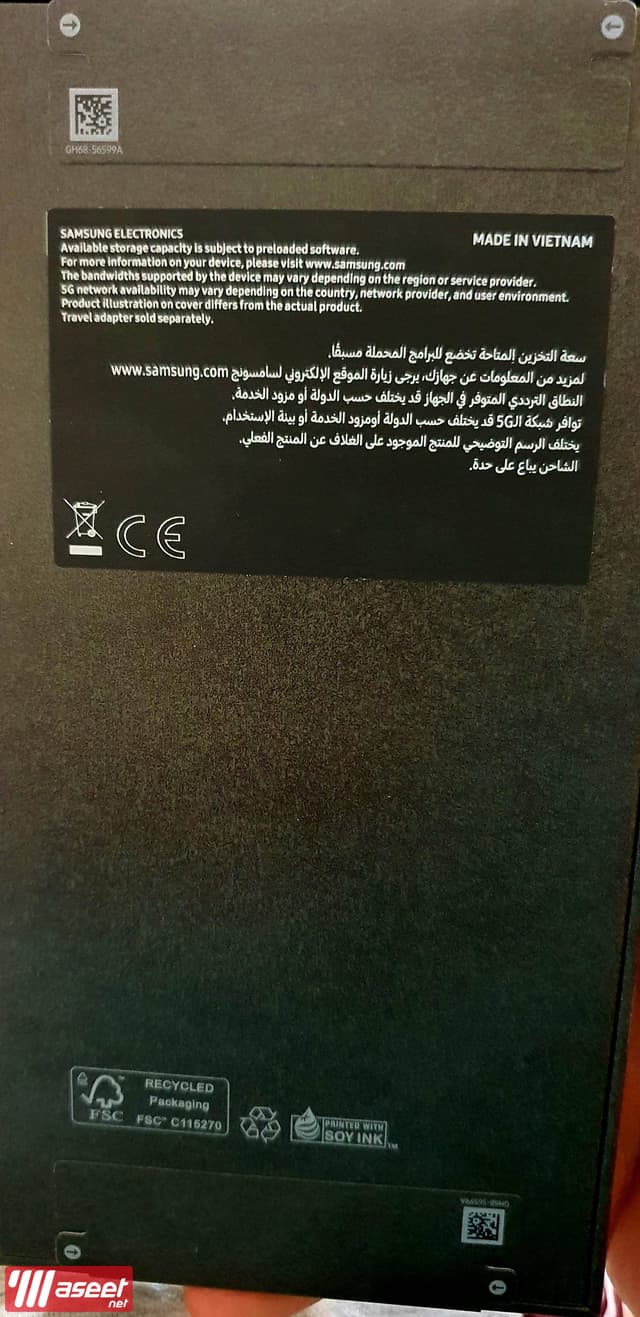 GH68-56599A
SAMSUNG ELECTRONICS
MADE IN VIETNAM
Available storage capacity is subject to preloaded software.
For more information on your device, please visit www.samsung.com
The bandwidths supported by the device may vary depending on the region or service provider.
5G network availability may vary depending on the country, network provider, and user environment.
Product illustration on cover differs from the actual product.
Travel adapter sold separately.
سعة التخزين المتاحة تخضع للبرامج المحملة مسبقًا.
لمزيد من المعلومات عن جهازك، يرجى زيارة الموقع الإلكتروني لسامسونج www.samsung.com
النطاق الترددي المتوفر في الجهاز قد يختلف حسب الدولة أو مزود الخدمة.
توافر شبكة الـ5G قد يختلف حسب الدولة أومزود الخدمة أو بيئة الإستخدام.
يختلف الرسم التوضيحي للمنتج الموجود على الغلاف عن المنتج الفعلي.
الشاحن يباع على حدة.
CE
RECYCLED
Packaging
FSC® C115270
FSC
PRINTED WITH
SOY INK™
aseet
net